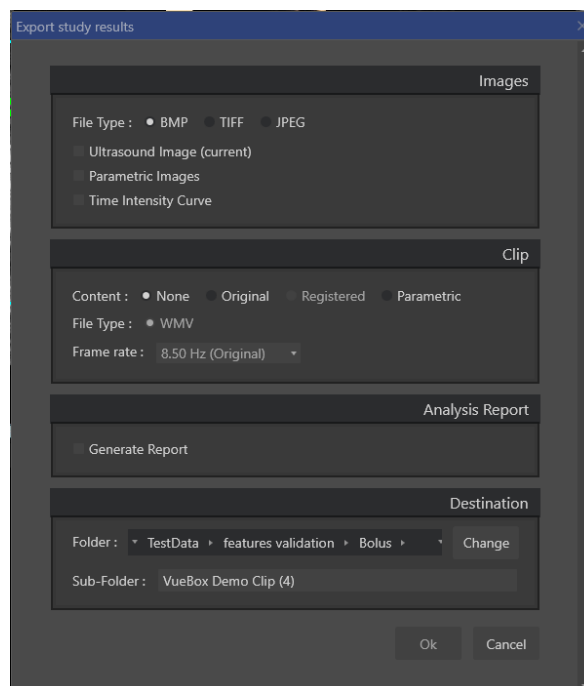 Export study results
Images
File Type : BMP TIFF JPEG
Ultrasound Image (current)
Parametric Images
Time Intensity Curve
Clip
Content : None Original Registered Parametric
File Type : WMV
Frame rate : 8.50 Hz (Original)
Analysis Report
Generate Report
Destination
Folder : TestData features validation Bolus Change
Sub-Folder : VueBox Demo Clip (4)
Ok Cancel